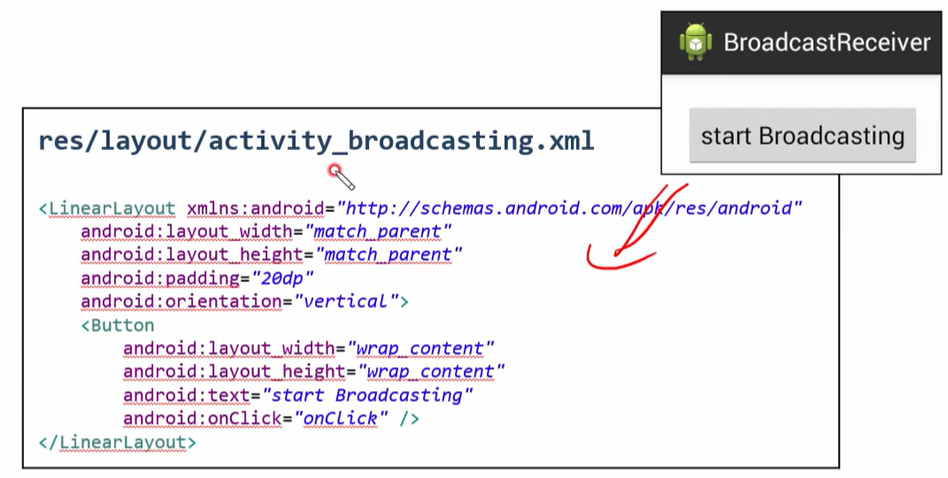 BroadcastReceiver
start Broadcasting
res/layout/activity_broadcasting.xml
<LinearLayout xmlns:android="http://schemas.android.com/apk/res/android"
android:layout_width="match_parent"
android:layout_height="match_parent"
android:padding="20dp"
android:orientation="vertical">
<Button
android:layout_width="wrap_content"
android:layout_height="wrap_content"
android:text="start Broadcasting"
android:onClick="onClick" />
</LinearLayout>